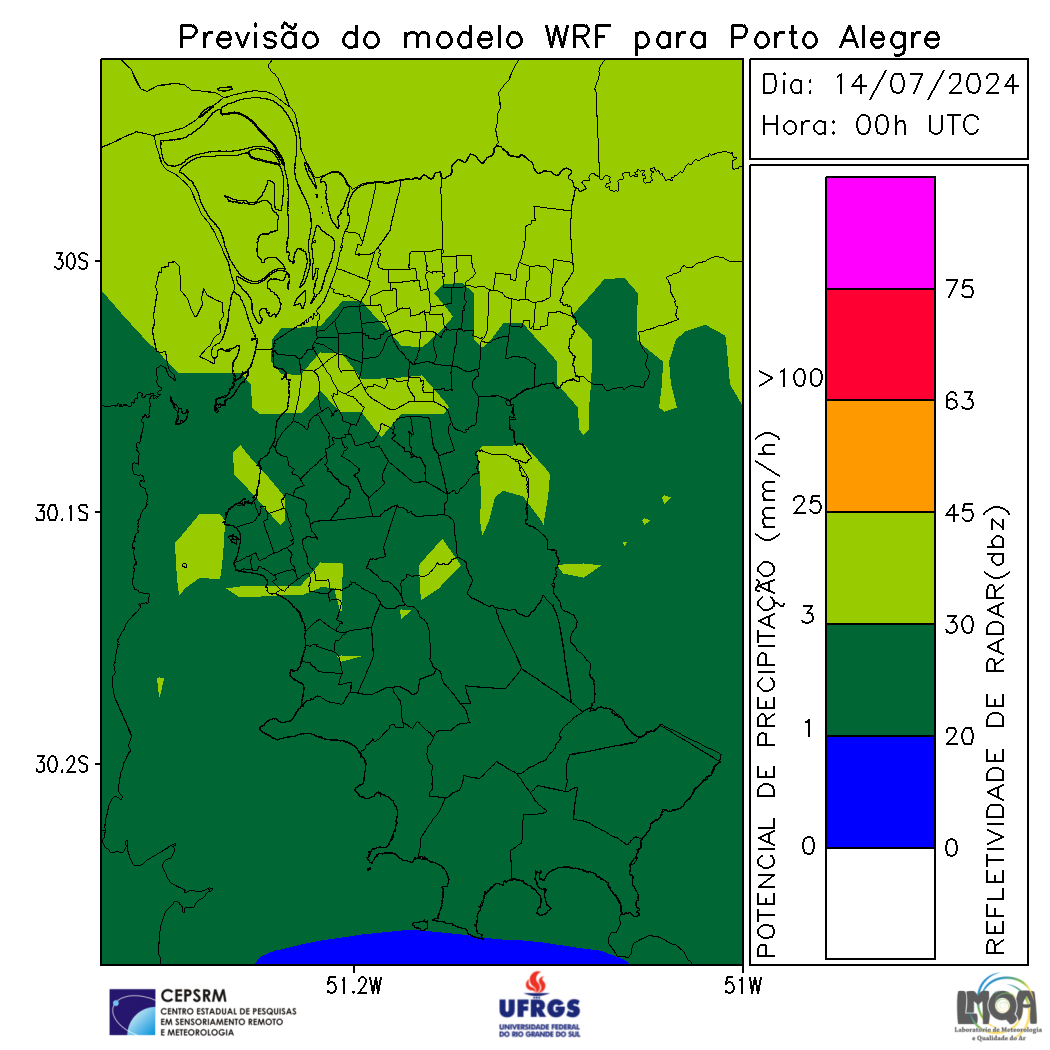 Previsão do modelo WRF para Porto Alegre
Dia: 14/07/2024
Hora: 00h UTC
30S
30.1S
30.2S
51.2W
51W
POTENCIAL DE PRECIPITAÇÃO (mm/h)
>100
25
3
1
0
75
63
45
30
20
0
REFLETIVIDADE DE RADAR(dbz)
CEPSRM
CENTRO ESTADUAL DE PESQUISAS
EM SENSORIAMENTO REMOTO
E METEOROLOGIA
UFRGS
UNIVERSIDADE FEDERAL
DO RIO GRANDE DO SUL
LMQA
Laboratório de Meteorologia
e Qualidade do Ar